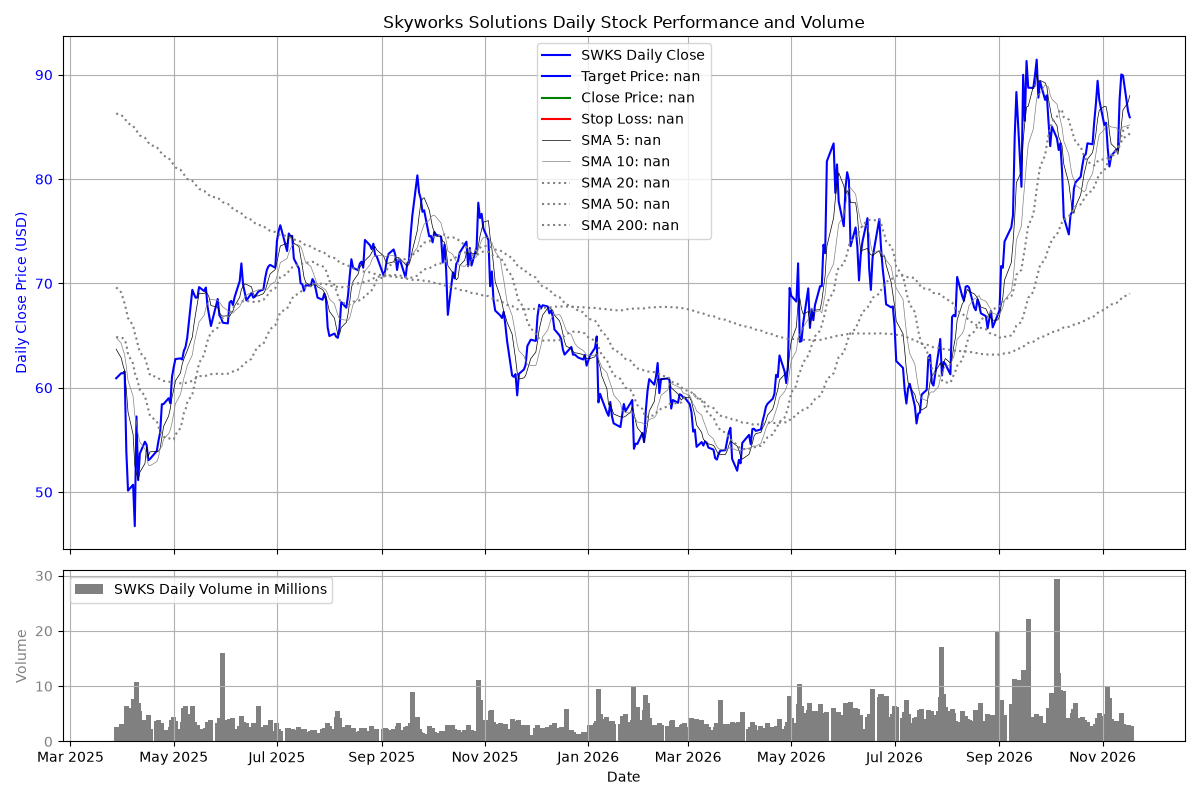 Skyworks Solutions Daily Stock Performance and Volume
Daily Close Price (USD)
90
80
70
60
50
SWKS Daily Close
Target Price: nan
Close Price: nan
Stop Loss: nan
SMA 5: nan
SMA 10: nan
SMA 20: nan
SMA 50: nan
SMA 200: nan
Volume
30
20
10
0
SWKS Daily Volume in Millions
Mar 2025 May 2025 Jul 2025 Sep 2025 Nov 2025 Jan 2026 Mar 2026 May 2026 Jul 2026 Sep 2026 Nov 2026
Date